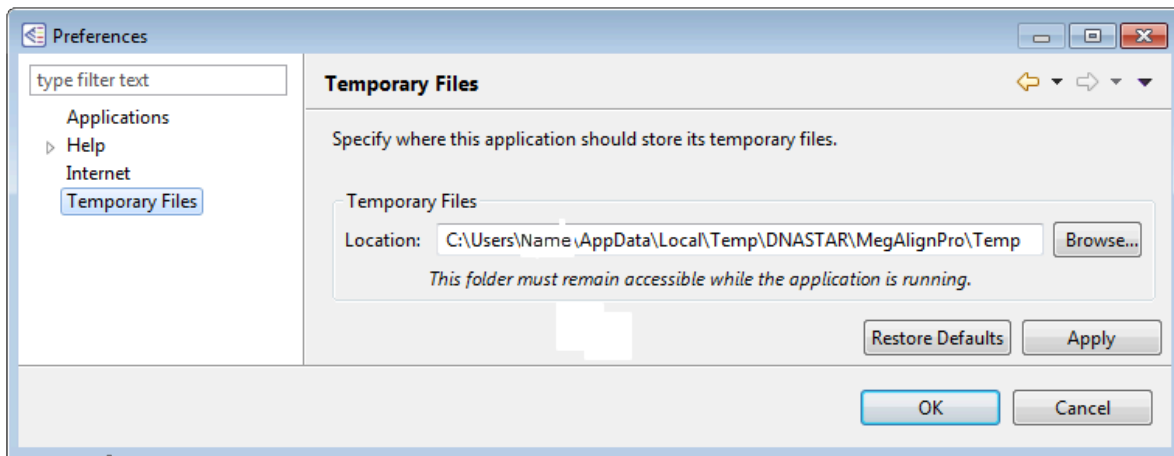 Preferences
type filter text
Applications
Help
Internet
Temporary Files
Temporary Files
Specify where this application should store its temporary files.
Temporary Files
Location: C:\Users\Name\AppData\Local\Temp\DNASTAR\MegAlignPro\Temp Browse...
This folder must remain accessible while the application is running.
Restore Defaults Apply
OK Cancel